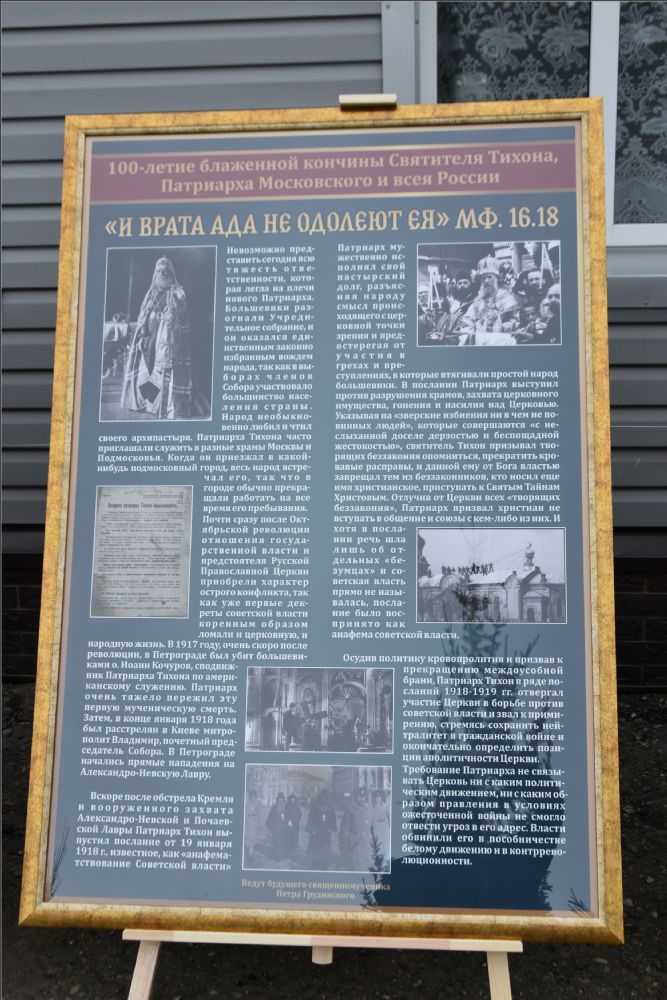 100-летие блаженной кончины Святителя Тихона,
Патриарха Московского и всея России
«И ВРАТА АДА НЕ ОДОЛЕЮТ ЕЯ» МФ. 16.18
Невозможно пред-
ставить сегодня всю
тяжесть отве-
тственности, кото-
рая легла на плечи
нового Патриарха.
Большевики раз-
огнали Учреди-
тельное собрание, и
он оказался еди-
нственным законно
избранным вождем
народа, так как в вы-
борах членов
Собора участвовало
большинство насе-
ления страны.
Народ необыкно-
венно любил и чтил
своего архипастыря. Патриарха Тихона часто
приглашали служить в разные храмы Москвы и
Подмосковья. Когда он приезжал в какой-
нибудь подмосковный город, весь народ встре-
чал его, так что в
городе обычно прекра-
щали работать на все
время его пребывания.
Почти сразу после Окт-
ябрьской революции
отношения госуда-
рственной власти и
предстоятеля Русской
Православной Церкви
приобрели характер
острого конфликта, так
как уже первые дек-
реты советской власти
коренным образом
ломали и церковную, и
народную жизнь. В 1917 году, очень скоро после
революции, в Петрограде был убит большеви-
ками о. Иоанн Кочуров, сподвиж-
ник Патриарха Тихона по амери-
канскому служению. Патриарх
очень тяжело пережил эту
первую мученическую смерть.
Затем, в конце января 1918 года
был расстрелян в Киеве митро-
полит Владимир, почетный пред-
седатель Собора. В Петрограде
начались прямые нападения на
Александро-Невскую Лавру.
Вскоре после обстрела Кремля
и вооруженного захвата
Александро-Невской и Почаев-
ской Лавры Патриарх Тихон вы-
пустил послание от 19 января
1918 г., известное, как «анафема-
тствование Советской власти»
Патриарх му-
жественно ис-
полнял свой
пастырский
долг, разъяс-
няя народу
смысл проис-
ходящего с цер-
ковной точки
зрения и пред-
остерегая от
участия в
грехах и пре-
ступлениях, в которые втягивали простой народ
большевики. В послании Патриарх выступил
против разрушения храмов, захвата церковного
имущества, гонения и насилия над Церковью.
Указывая на «зверские избиения ни в чем не по-
винных людей», которые совершаются «с не-
слыханной доселе дерзостью и беспощадной
жестокостью», святитель Тихон призывал тво-
рящих беззакония опомниться, прекратить кро-
вавые расправы, и данной ему от Бога властью
запрещал тем из беззаконников, кто носил еще
имя христианское, приступать к Святым Тайнам
Христовым. Отлучив от Церкви всех «творящих
беззакония», Патриарх призвал христиан не
вступать в общение и союзы с кем-либо из них. И
хотя в посла-
нии речь шла
лишь об от-
дельных «бе-
зумцах» и со-
ветская власть
прямо не назы-
валась, посла-
ние было вос-
принято как
анафема советской власти.
Осудив политику кровопролития и призвав к
прекращению междоусобной
брани, Патриарх Тихон в ряде по-
сланий 1918-1919 гг. отвергал
участие Церкви в борьбе против
советской власти и звал к прими-
рению, стремясь сохранить ней-
тралитет в гражданской войне и
окончательно определить пози-
ции аполитичности Церкви.
Требование Патриарха не связы-
вать Церковь ни с каким полити-
ческим движением, ни с каким об-
разом правления в условиях
ожесточенной войны не смогло
отвести угроз в его адрес. Власти
обвинили его в пособничестве
белому движению и в контррево-
люционности.
Ведут будущего священномученика
Петра Грудинского